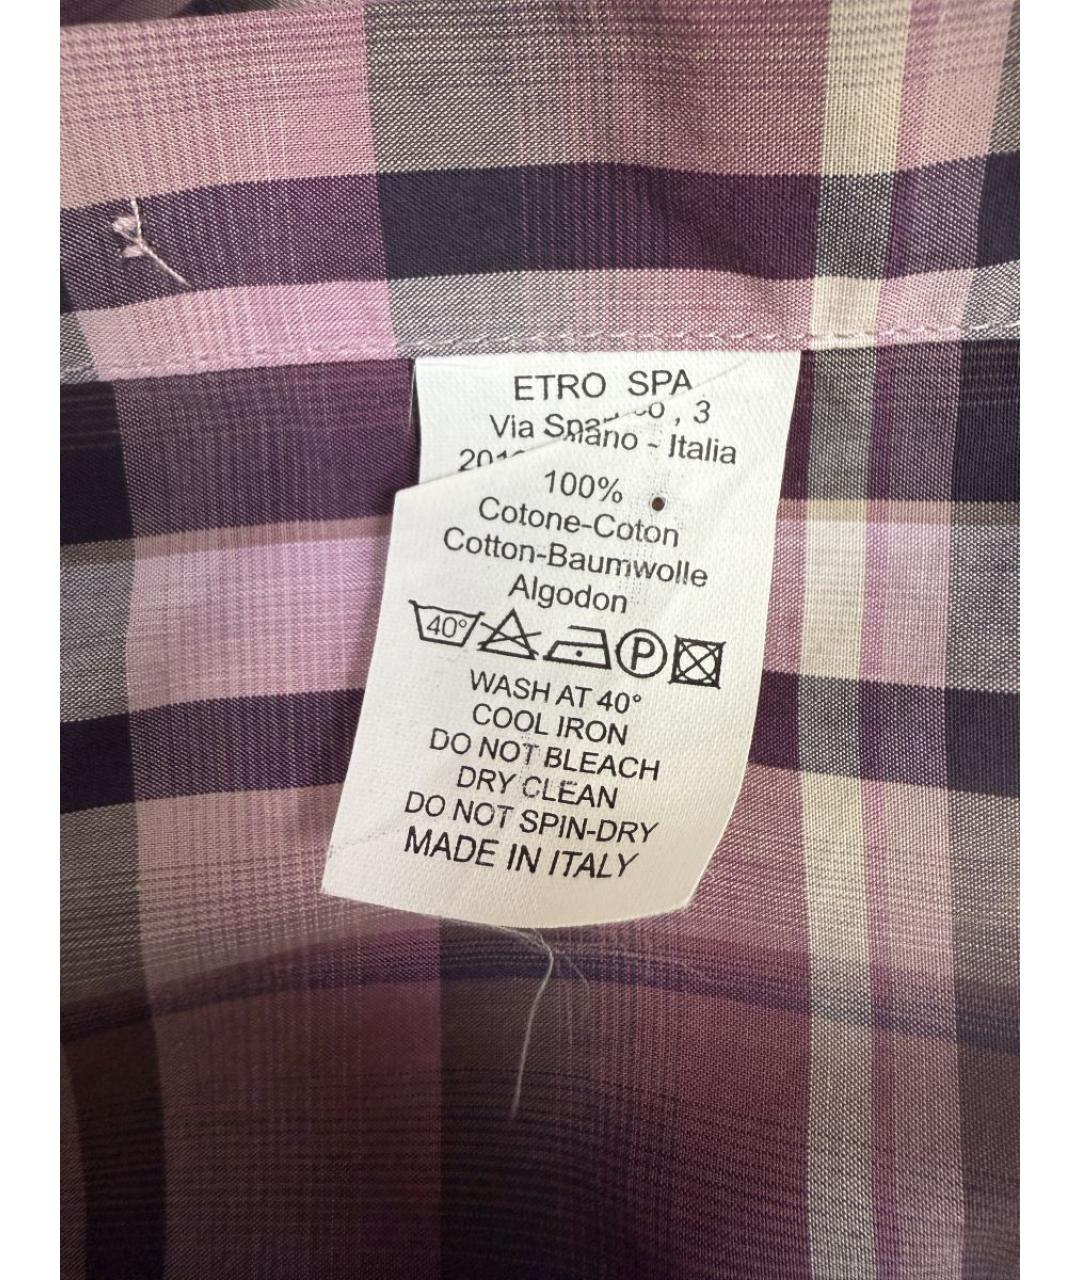 ETRO SPA
Via , 3
- Italia
100%
Cotone-Coton
Cotton-Baumwolle
Algodon
40° P
WASH AT 40°
COOL IRON
DO NOT BLEACH
DRY CLEAN
DO NOT SPIN-DRY
MADE IN ITALY